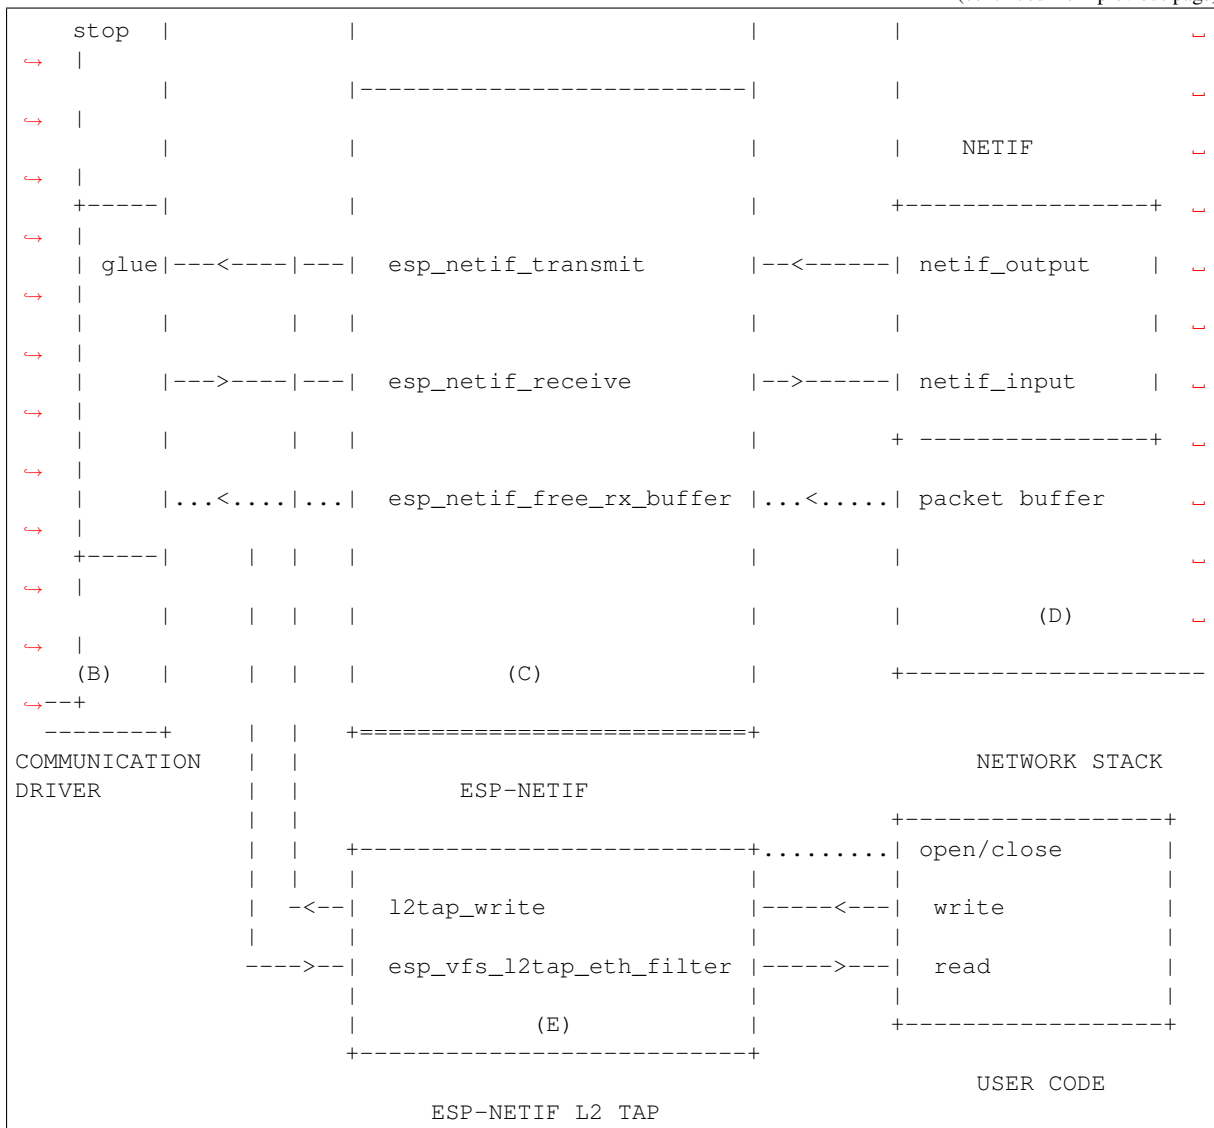 stop  |            |                           |         |                    ␣
↪   |
           |            |---------------------------|         |                    ␣
↪   |
           |            |                           |         |    NETIF           ␣
↪   |
     +-----|            |                           |         +-----------------+  ␣
↪   |
     | glue|---<----|---|  esp_netif_transmit       |--<------| netif_output    |  ␣
↪   |
     |     |        |   |                           |         |                 |  ␣
↪   |
     |     |--->----|---|  esp_netif_receive        |-->------| netif_input     |  ␣
↪   |
     |     |        |   |                           |         + ----------------+  ␣
↪   |
     |     |...<....|...|  esp_netif_free_rx_buffer |...<.....| packet buffer      ␣
↪   |
     +-----|     |  |   |                           |         |                    ␣
↪   |
           |     |  |   |                           |         |         (D)        ␣
↪   |
    (B)    |     |  |   |          (C)              |         +---------------------
↪--+
  --------+     |  |   +===========================+
COMMUNICATION   |  |                                               NETWORK STACK
DRIVER          |  |           ESP-NETIF
                |  |                                         +------------------+
                |  |   +---------------------------+.........| open/close       |
                |  |   |                           |         |                  |
                |  -<--|  l2tap_write              |-----<---|  write           |
                |      |                           |         |                  |
                ---->--|  esp_vfs_l2tap_eth_filter |----->---|  read            |
                       |                           |         |                  |
                       |            (E)            |         +------------------+
                       +---------------------------+
                                                                  USER CODE
                             ESP-NETIF L2 TAP